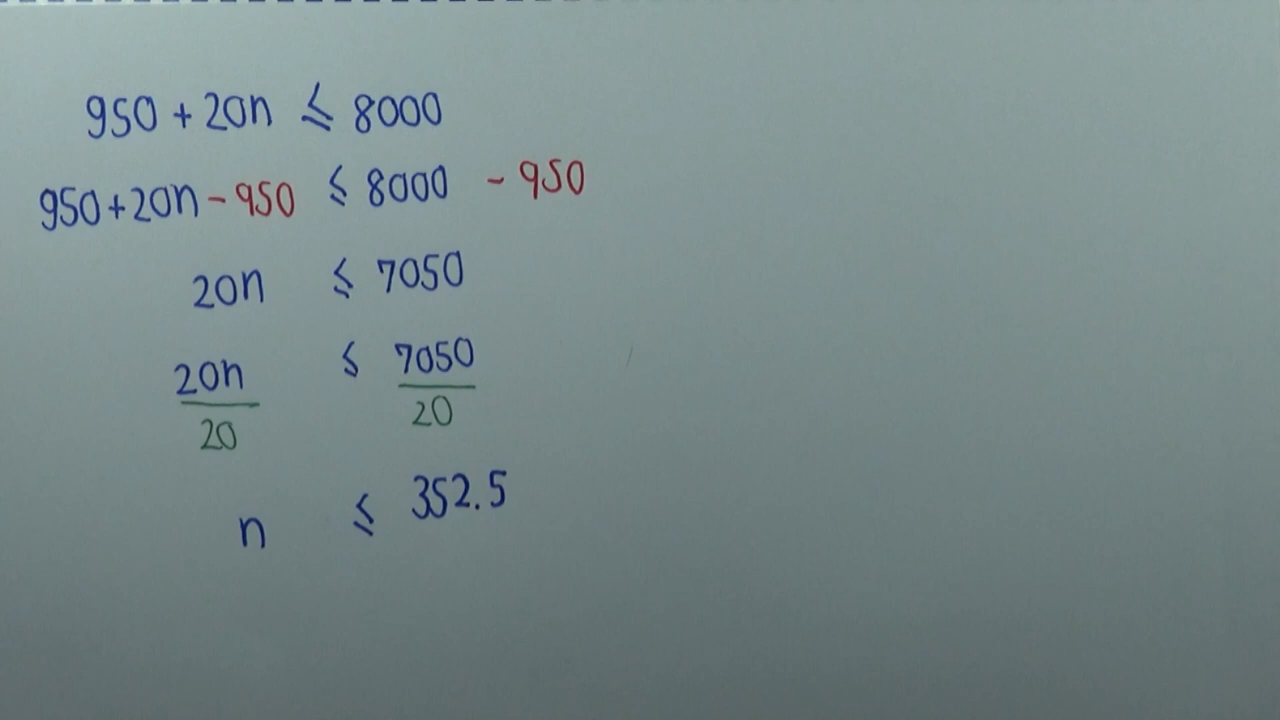 950 + 20n ≤ 8000
950 + 20n - 950 ≤ 8000 - 950
20n ≤ 7050
20n/20 ≤ 7050/20
n ≤ 352.5